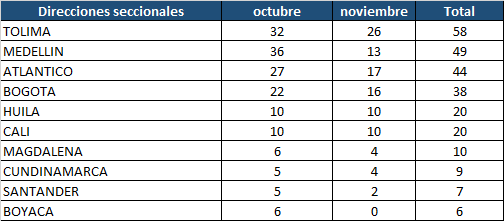 Direcciones seccionales octubre noviembre Total
TOLIMA 32 26 58
MEDELLIN 36 13 49
ATLANTICO 27 17 44
BOGOTA 22 16 38
HUILA 10 10 20
CALI 10 10 20
MAGDALENA 6 4 10
CUNDINAMARCA 5 4 9
SANTANDER 5 2 7
BOYACA 6 0 6